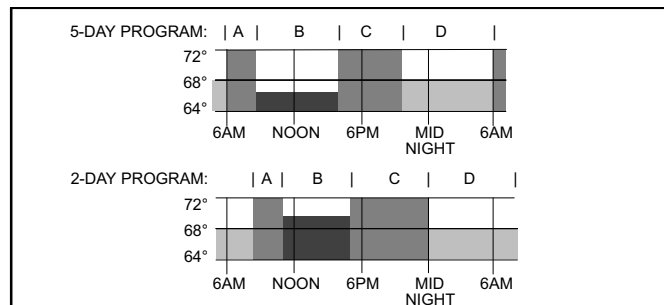 5-DAY PROGRAM: | A | B | C | D |
72°
68°
64°
6AM NOON 6PM MID NIGHT 6AM
2-DAY PROGRAM: | A | B | C | D |
72°
68°
64°
6AM NOON 6PM MID NIGHT 6AM